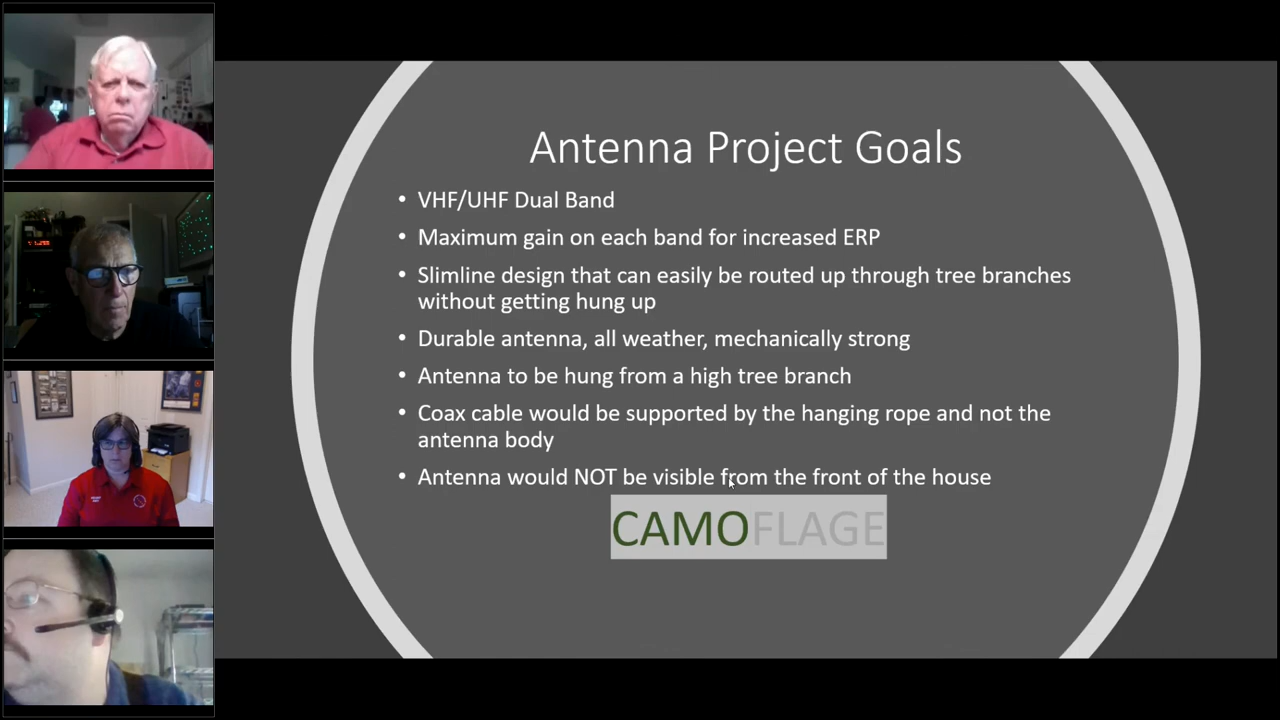 Antenna Project Goals
• VHF/UHF Dual Band
• Maximum gain on each band for increased ERP
• Slimline design that can easily be routed up through tree branches
without getting hung up
• Durable antenna, all weather, mechanically strong
• Antenna to be hung from a high tree branch
• Coax cable would be supported by the hanging rope and not the
antenna body
• Antenna would NOT be visible from the front of the house
CAMOFLAGE